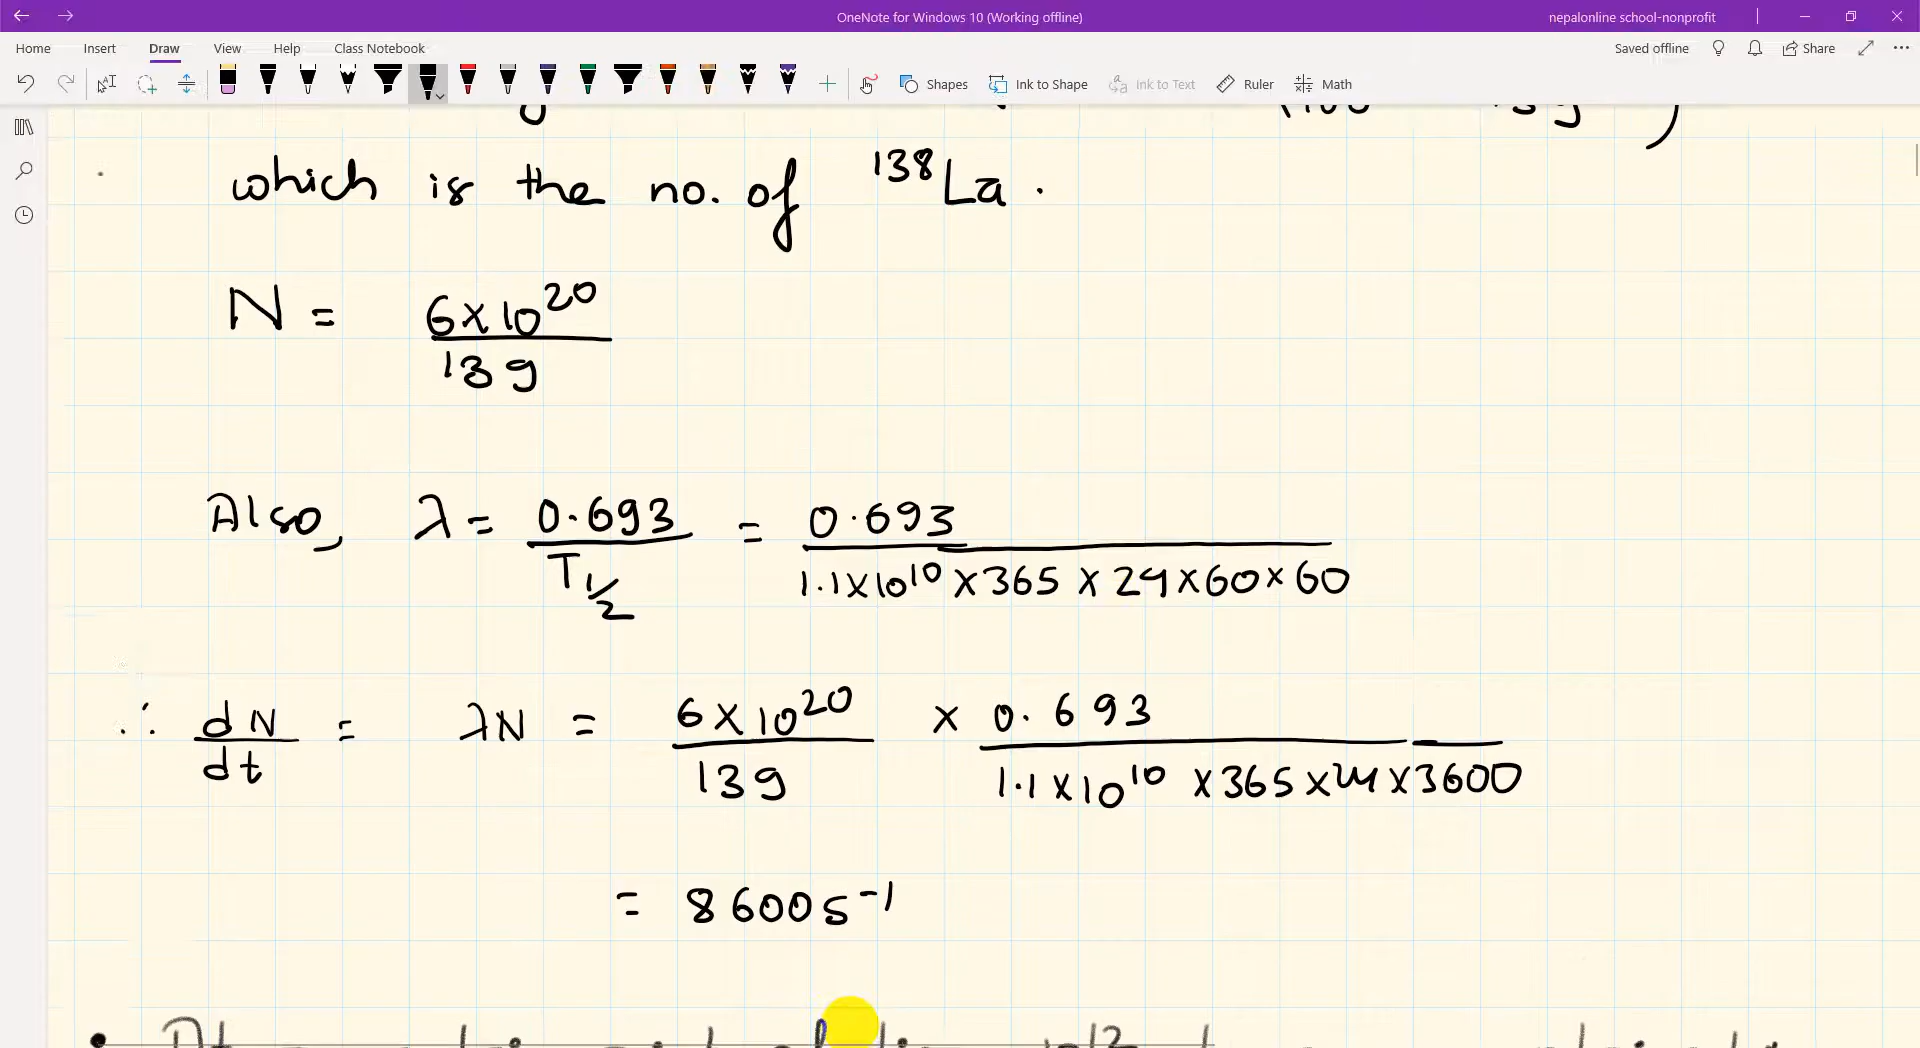 OneNote for Windows 10 (Working offline)
nepalonline school-nonprofit
Home Insert Draw View Help Class Notebook
Saved offline Share
Shapes Ink to Shape Ink to Text Ruler Math
which is the no. of ¹³⁸La.
N = 6×10²⁰ / 139
Also, λ = 0.693 / T1/2 = 0.693 / 1.1×10¹⁰ × 365 × 24 × 60 × 60
∴ dN/dt = λN = 6×10²⁰ / 139 × 0.693 / 1.1×10¹⁰ × 365 × 24 × 3600
= 8600 s⁻¹